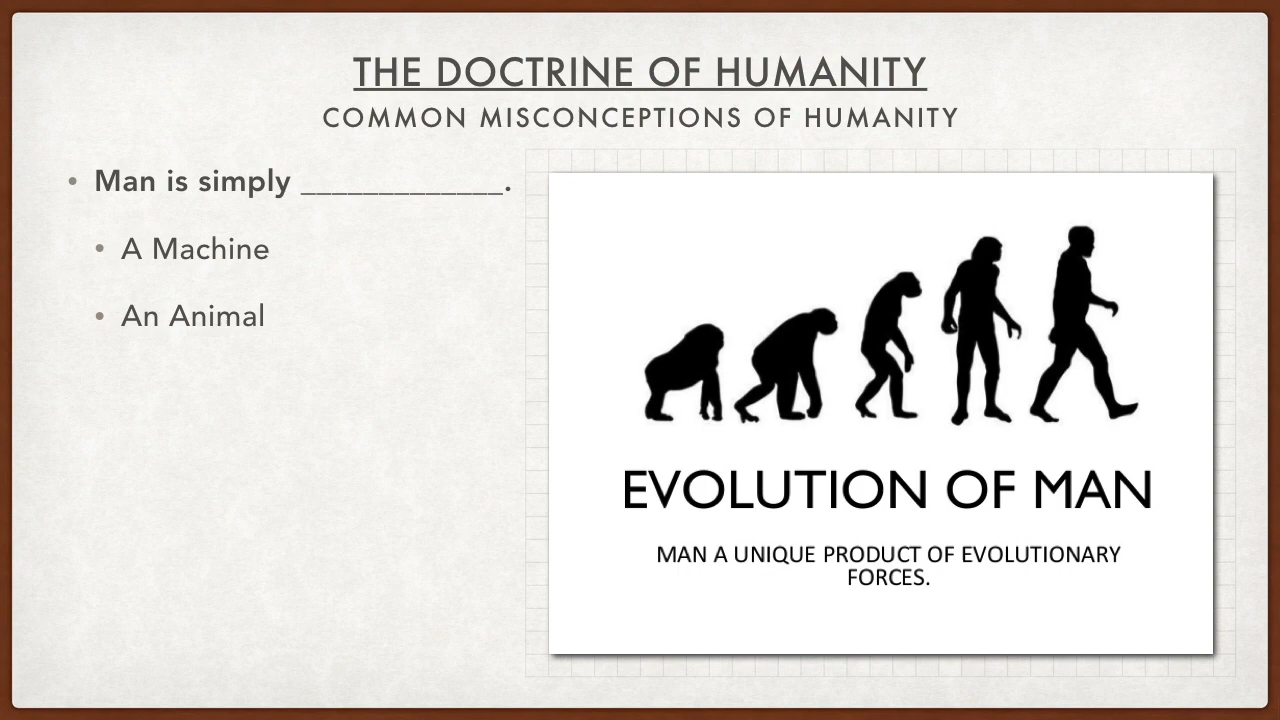 THE DOCTRINE OF HUMANITY
COMMON MISCONCEPTIONS OF HUMANITY
• Man is simply _____________.
• A Machine
• An Animal
EVOLUTION OF MAN
MAN A UNIQUE PRODUCT OF EVOLUTIONARY
FORCES.